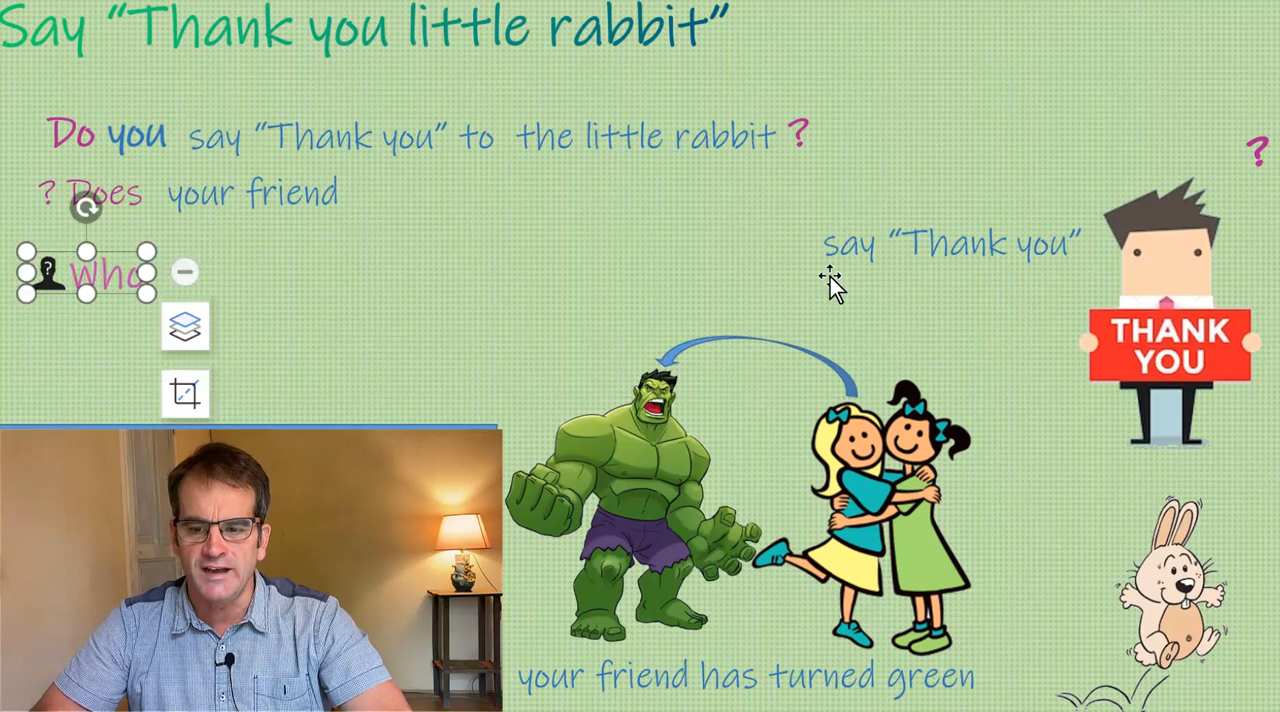 Say “Thank you little rabbit”
Do you say “Thank you” to the little rabbit ?
?
? Does your friend
say “Thank you”
? Who
THANK
YOU
your friend has turned green